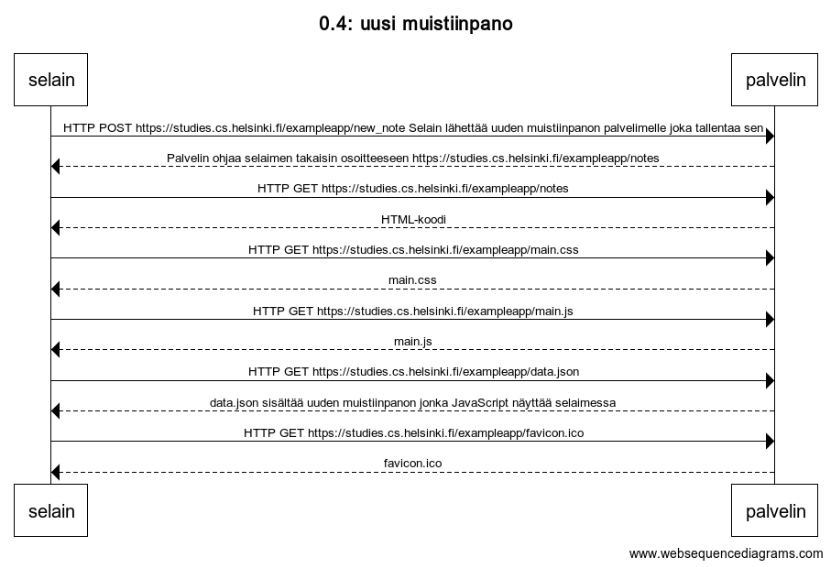 0.4: uusi muistiinpano
selain palvelin
HTTP POST https://studies.cs.helsinki.fi/exampleapp/new_note Selain lähettää uuden muistiinpanon palvelimelle joka tallentaa sen
Palvelin ohjaa selaimen takaisin osoitteeseen https://studies.cs.helsinki.fi/exampleapp/notes
HTTP GET https://studies.cs.helsinki.fi/exampleapp/notes
HTML-koodi
HTTP GET https://studies.cs.helsinki.fi/exampleapp/main.css
main.css
HTTP GET https://studies.cs.helsinki.fi/exampleapp/main.js
main.js
HTTP GET https://studies.cs.helsinki.fi/exampleapp/data.json
data.json sisältää uuden muistiinpanon jonka JavaScript näyttää selaimessa
HTTP GET https://studies.cs.helsinki.fi/exampleapp/favicon.ico
favicon.ico
selain palvelin
www.websequencediagrams.com